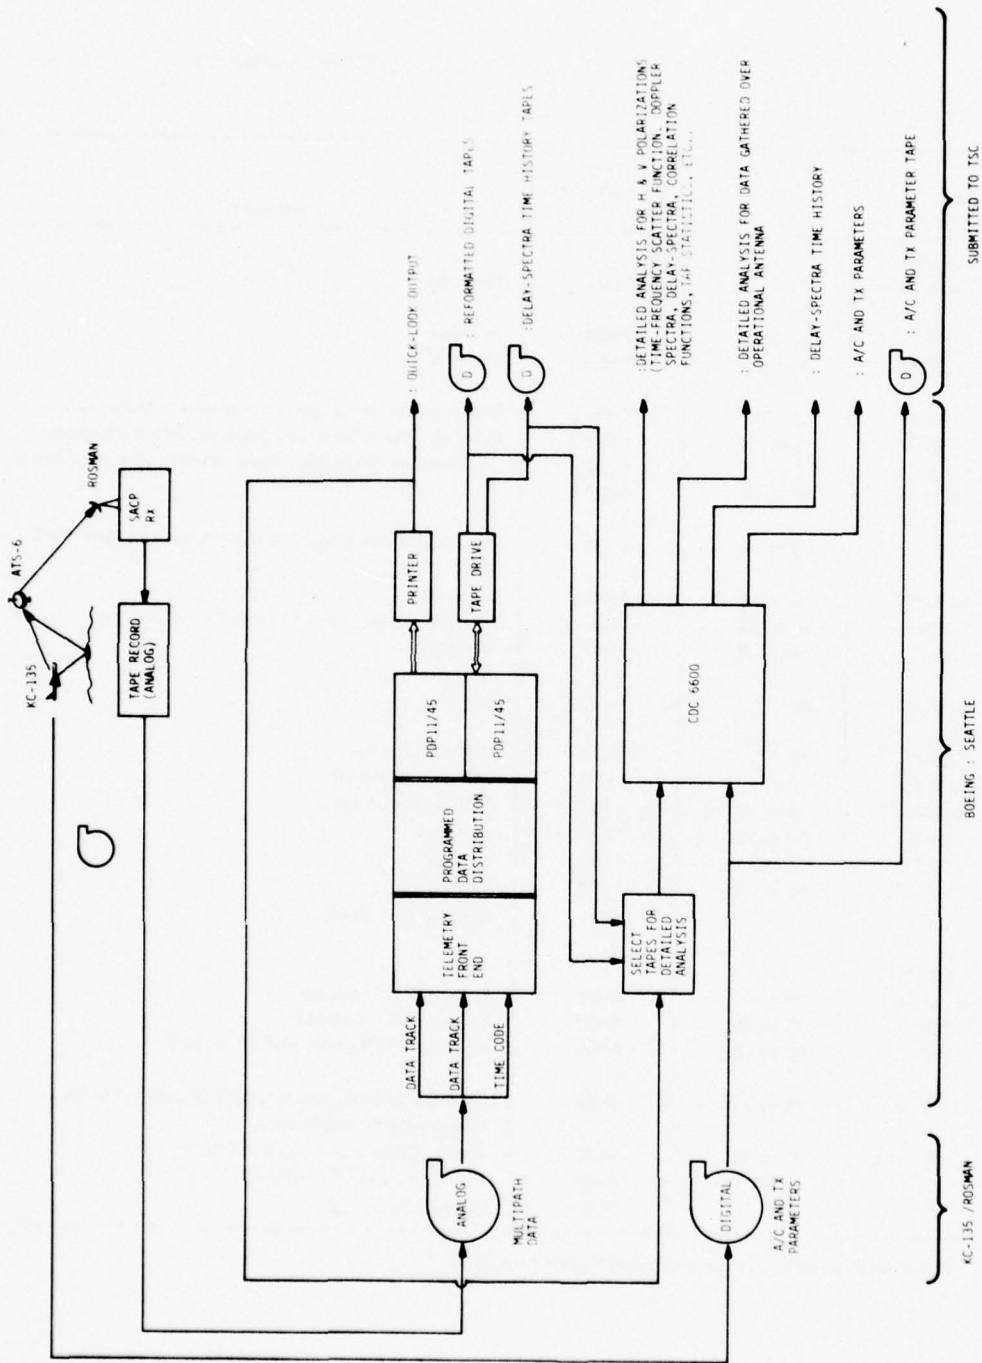 KC-135
ATS-6
ROSMAN
TAPE RECORD
(ANALOG)
SACP
RX
ANALOG
MULTIPATH
DATA
DIGITAL
A/C AND TX
PARAMETERS
DATA TRACK
DATA TRACK
TIME CODE
TELEMETRY
FRONT
END
PROGRAMMED
DATA
DISTRIBUTION
PDP11/45
PDP11/45
PRINTER
TAPE DRIVE
SELECT
TAPES FOR
DETAILED
ANALYSIS
CDC 6600
: QUICK-LOOK OUTPUT
D
: REFORMATTED DIGITAL TAPES
D
:DELAY-SPECTRA TIME HISTORY TAPES
:DETAILED ANALYSIS FOR H & V POLARIZATIONS
(TIME-FREQUENCY SCATTER FUNCTION, DOPPLER
SPECTRA, DELAY-SPECTRA, CORRELATION
FUNCTIONS, TAP STATISTICS, ETC.)
: DETAILED ANALYSIS FOR DATA GATHERED OVER
OPERATIONAL ANTENNA
: DELAY-SPECTRA TIME HISTORY
: A/C AND TX PARAMETERS
D
: A/C AND TX PARAMETER TAPE
KC-135 /ROSMAN
BOEING : SEATTLE
SUBMITTED TO TSC